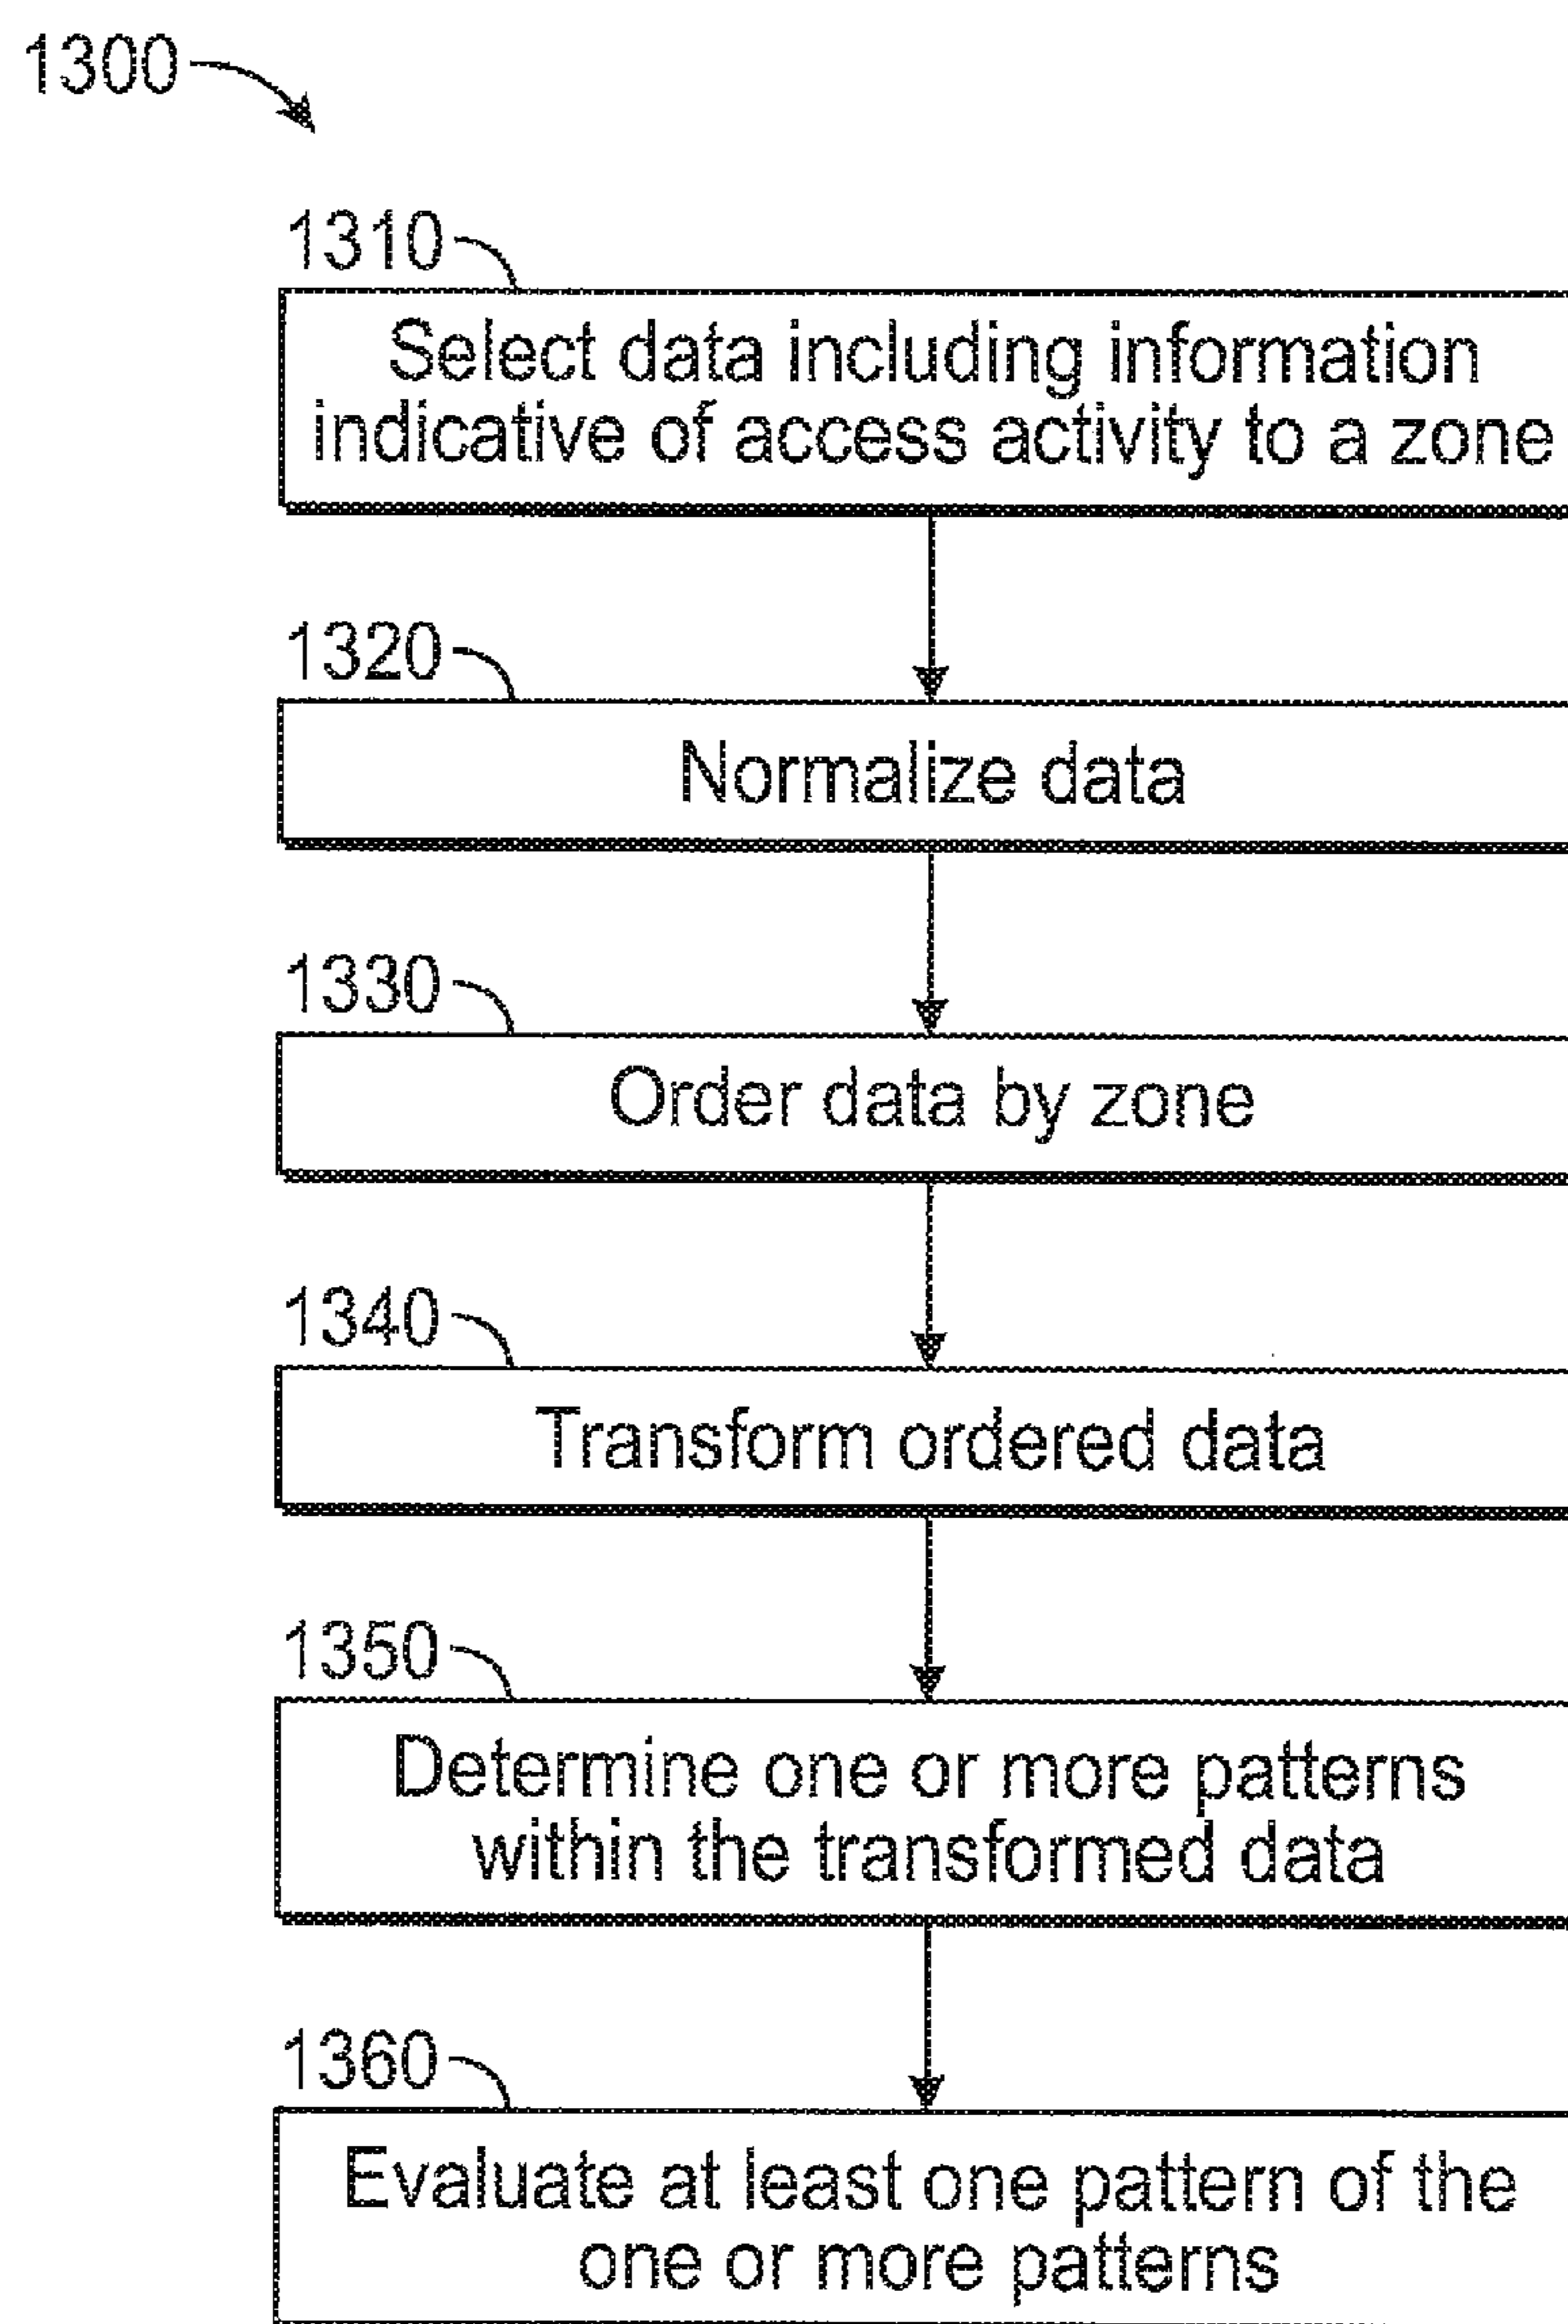 1300
1310
Select data including information
indicative of access activity to a zone
1320
Normalize data
1330
Order data by zone
1340
Transform ordered data
1350
Determine one or more patterns
within the transformed data
1360
Evaluate at least one pattern of the
one or more patterns